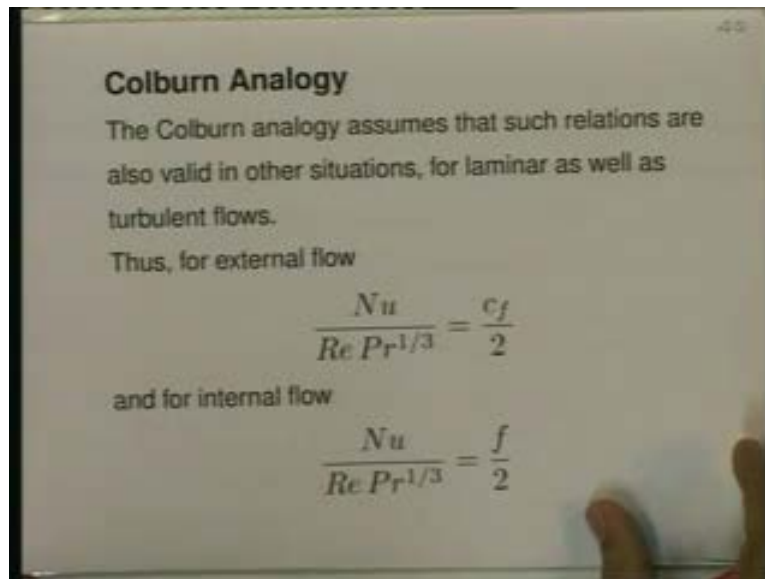 Colburn Analogy
The Colburn analogy assumes that such relations are
also valid in other situations, for laminar as well as
turbulent flows.
Thus, for external flow
Nu / (Re Pr^{1/3}) = c_f / 2
and for internal flow
Nu / (Re Pr^{1/3}) = f / 2